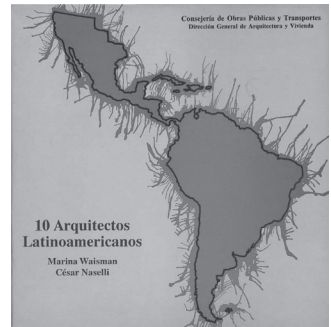 Consejería de Obras Públicas y Transportes
Dirección General de Arquitectura y Vivienda
10 Arquitectos
Latinoamericanos
Marina Waisman
César Naselli